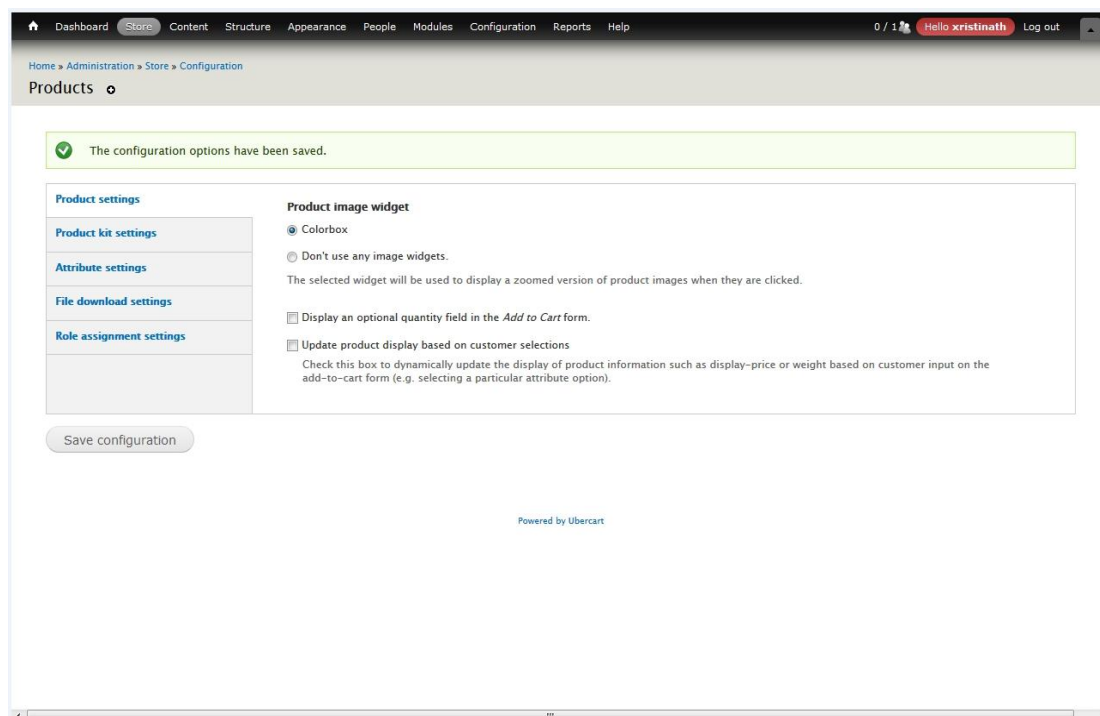 Dashboard Store Content Structure Appearance People Modules Configuration Reports Help 0 / 1 Hello xristinath Log out
Home » Administration » Store » Configuration
Products
The configuration options have been saved.
Product settings
Product kit settings
Attribute settings
File download settings
Role assignment settings
Product image widget
Colorbox
Don't use any image widgets.
The selected widget will be used to display a zoomed version of product images when they are clicked.
Display an optional quantity field in the Add to Cart form.
Update product display based on customer selections
Check this box to dynamically update the display of product information such as display-price or weight based on customer input on the
add-to-cart form (e.g. selecting a particular attribute option).
Save configuration
Powered by Ubercart